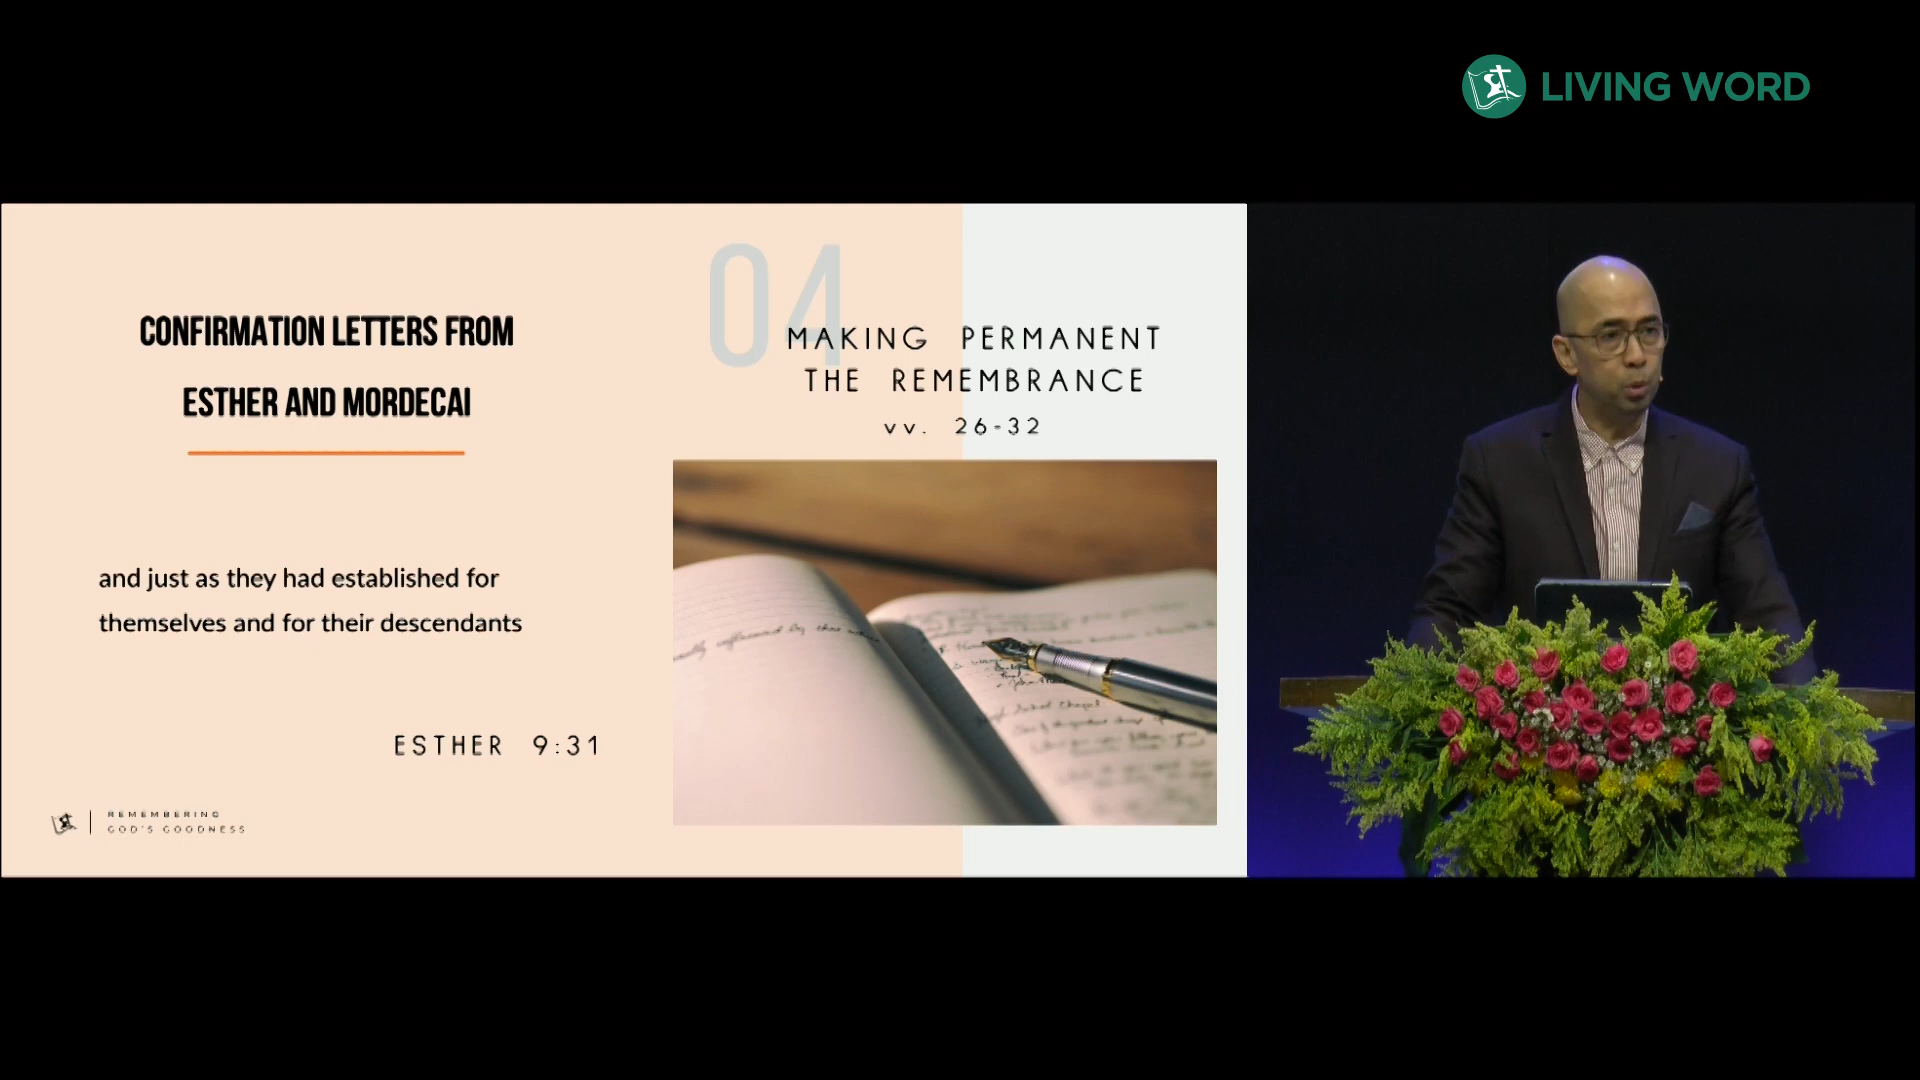 LIVING WORD
CONFIRMATION LETTERS FROM
ESTHER AND MORDECAI
and just as they had established for
themselves and for their descendants
ESTHER 9:31
REMEMBERING
GOD'S GOODNESS
04
MAKING PERMANENT
THE REMEMBRANCE
vv. 26-32